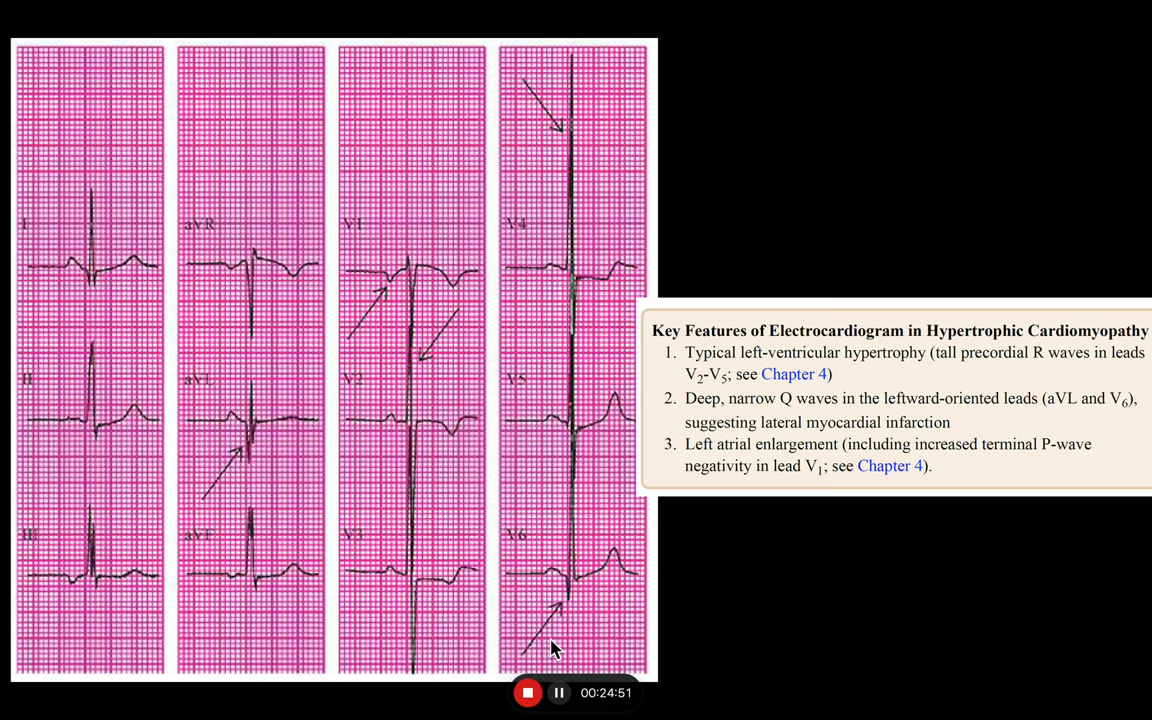 I
aVR
V1
V4
II
aVL
V2
V5
III
aVF
V3
V6
Key Features of Electrocardiogram in Hypertrophic Cardiomyopathy
1. Typical left-ventricular hypertrophy (tall precordial R waves in leads
V2-V5; see Chapter 4)
2. Deep, narrow Q waves in the leftward-oriented leads (aVL and V6),
suggesting lateral myocardial infarction
3. Left atrial enlargement (including increased terminal P-wave
negativity in lead V1; see Chapter 4).
00:24:51